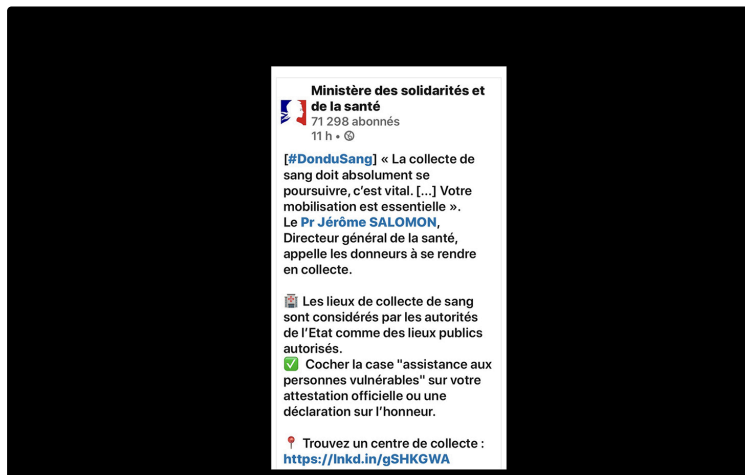 Ministère des solidarités et
de la santé
71 298 abonnés
11 h •
[#DonduSang] « La collecte de
sang doit absolument se
poursuivre, c’est vital. [...] Votre
mobilisation est essentielle ».
Le Pr Jérôme SALOMON,
Directeur général de la santé,
appelle les donneurs à se rendre
en collecte.
🏥 Les lieux de collecte de sang
sont considérés par les autorités
de l’Etat comme des lieux publics
autorisés.
✅ Cocher la case "assistance aux
personnes vulnérables" sur votre
attestation officielle ou une
déclaration sur l’honneur.
📍 Trouvez un centre de collecte :
https://lnkd.in/gSHKGWA